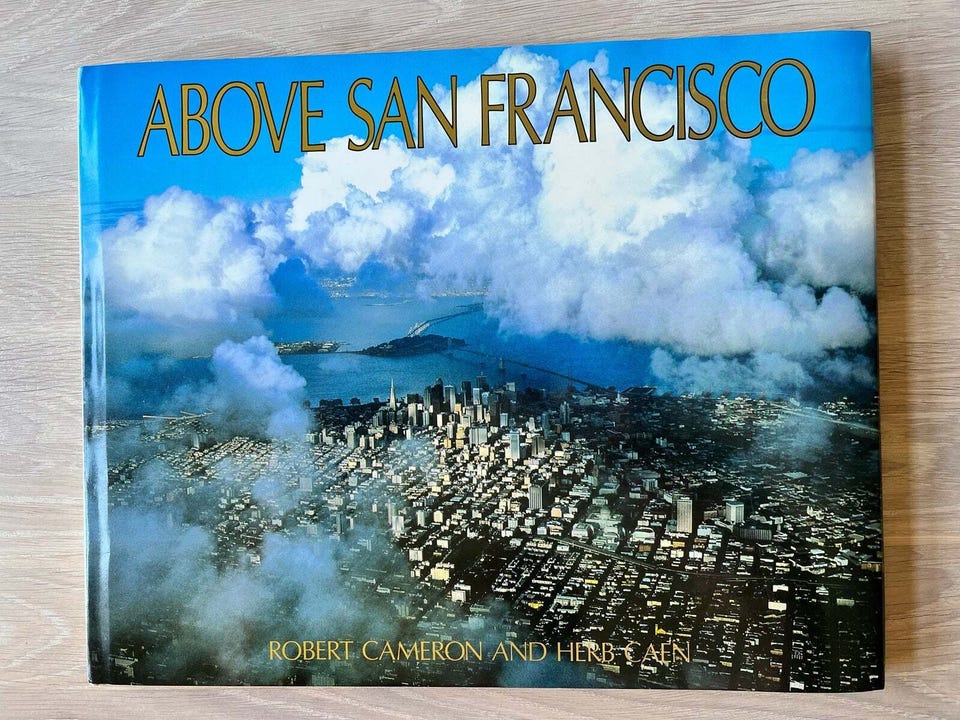 ABOVE SAN FRANCISCO
ROBERT CAMERON AND HERB CAEN